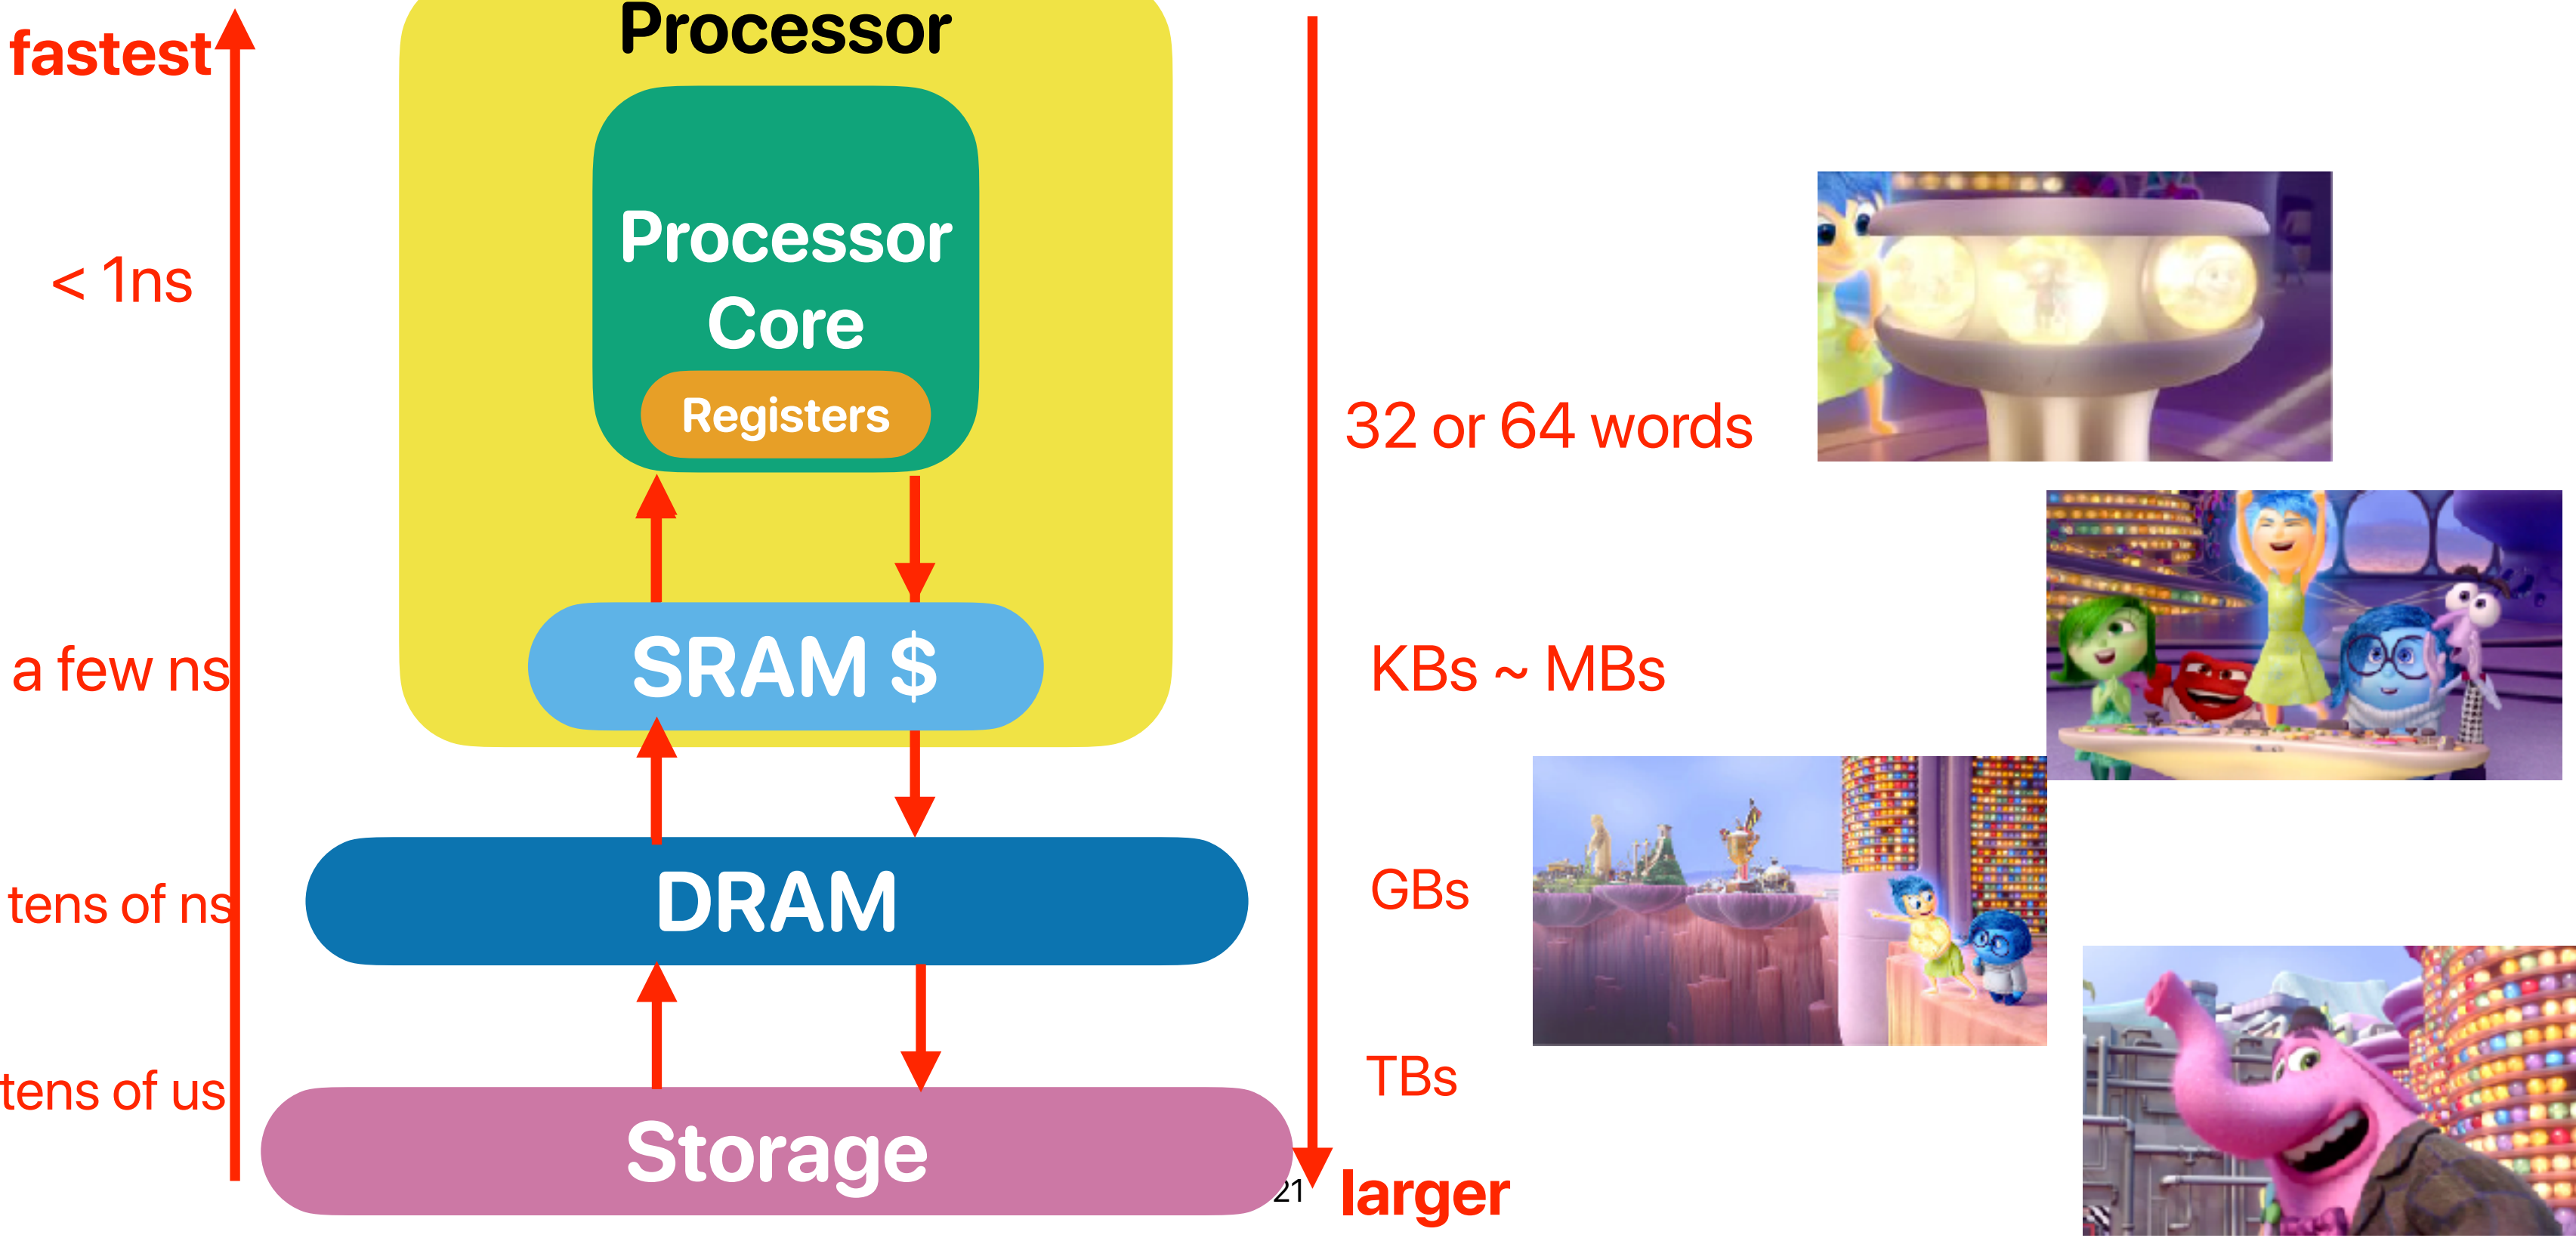 Processor
fastest
Processor
Core
< 1ns
Registers
32 or 64 words
SRAM $
a few ns
KBs ~ MBs
DRAM
tens of ns
GBs
TBs
tens of us
Storage
21
larger